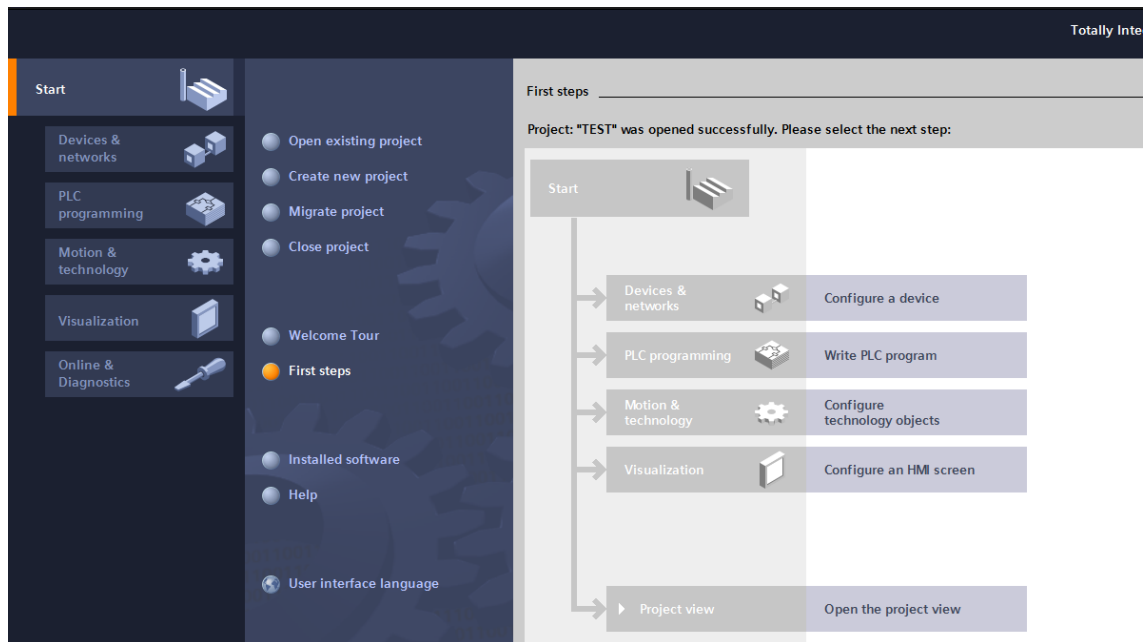 Totally Inte
Start
Devices &
networks
PLC
programming
Motion &
technology
Visualization
Online &
Diagnostics
Open existing project
Create new project
Migrate project
Close project
Welcome Tour
First steps
Installed software
Help
User interface language
First steps
Project: "TEST" was opened successfully. Please select the next step:
Start
Devices &
networks
Configure a device
PLC programming
Write PLC program
Motion &
technology
Configure
technology objects
Visualization
Configure an HMI screen
Project view
Open the project view